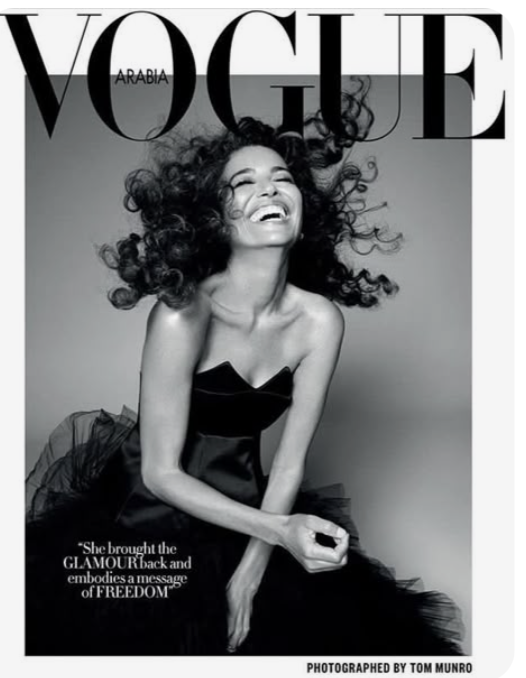 VOGUE
ARABIA
“She brought the
GLAMOUR back and
embodies a message
of FREEDOM”
PHOTOGRAPHED BY TOM MUNRO